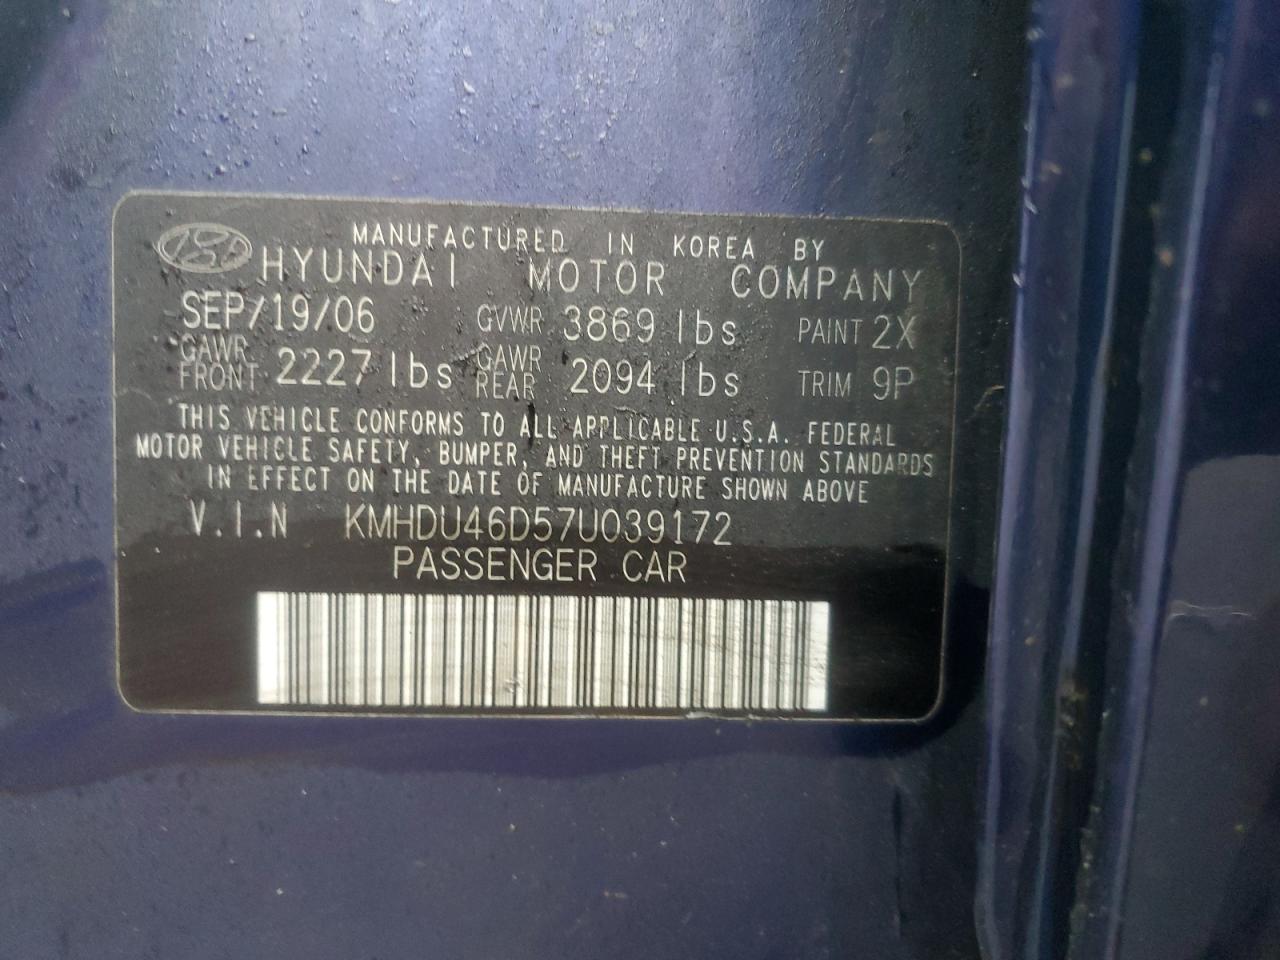 MANUFACTURED IN KOREA BY
HYUNDAI MOTOR COMPANY
SEP/19/06 GVWR 3869 lbs PAINT 2X
GAWR FRONT 2227 lbs GAWR REAR 2094 lbs TRIM 9P
THIS VEHICLE CONFORMS TO ALL APPLICABLE U.S.A. FEDERAL
MOTOR VEHICLE SAFETY, BUMPER, AND THEFT PREVENTION STANDARDS
IN EFFECT ON THE DATE OF MANUFACTURE SHOWN ABOVE
V.I.N KMHDU46D57U039172
PASSENGER CAR